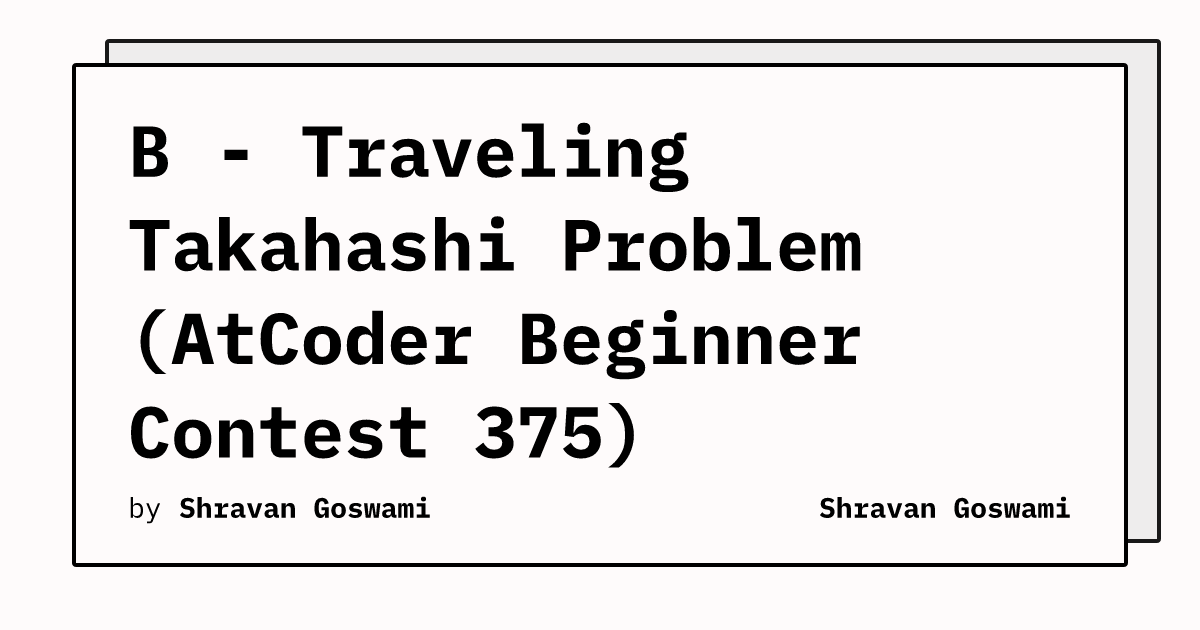 B - Traveling
Takahashi Problem
(AtCoder Beginner
Contest 375)
by Shravan Goswami
Shravan Goswami